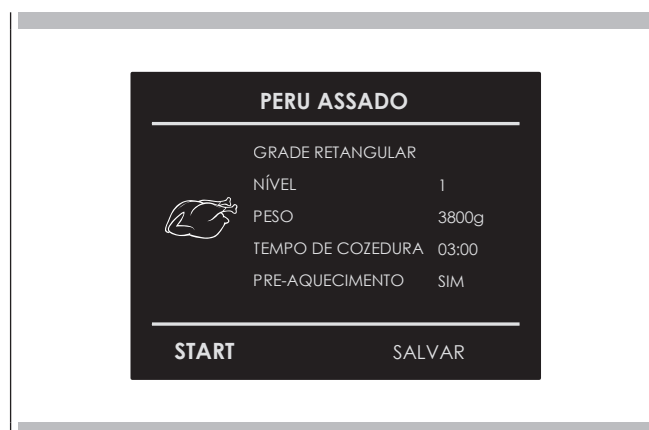 PERU ASSADO
GRADE RETANGULAR
NÍVEL 1
PESO 3800g
TEMPO DE COZEDURA 03:00
PRE-AQUECIMENTO SIM
START SALVAR